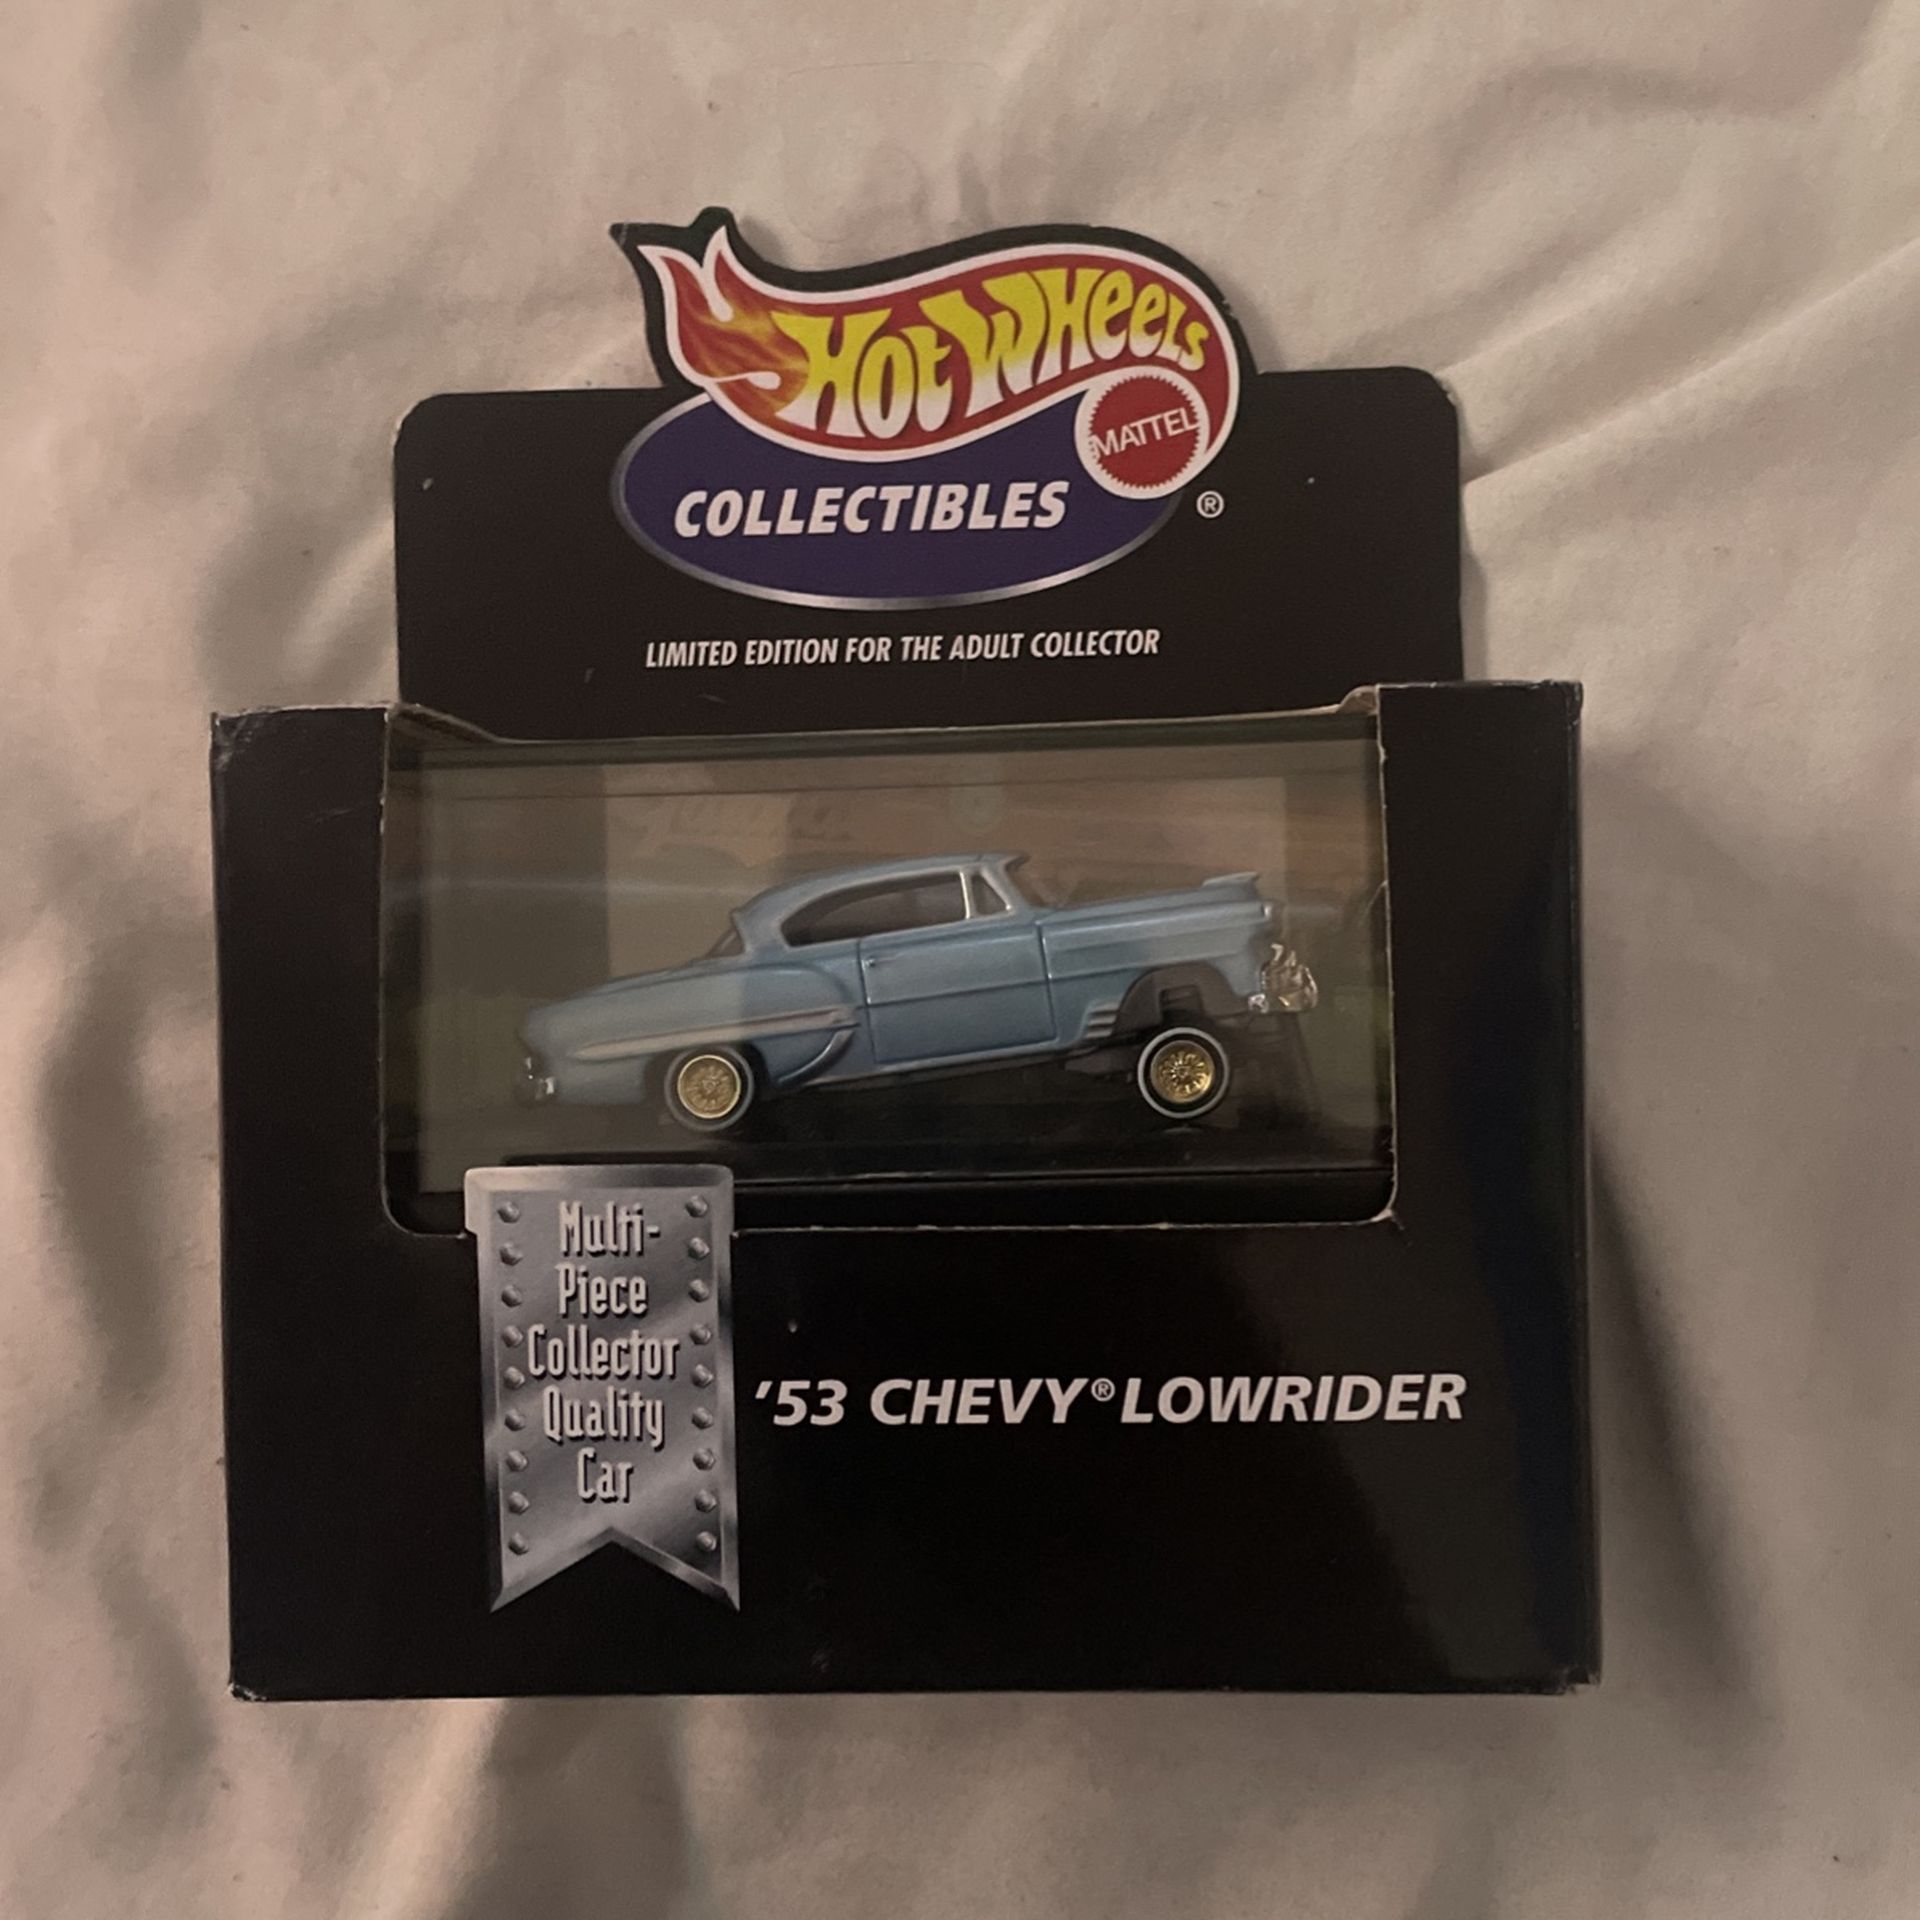 HOT WHEELS
MATTEL
COLLECTIBLES ®
LIMITED EDITION FOR THE ADULT COLLECTOR
Multi-
Piece
Collector
Quality
Car
'53 CHEVY® LOWRIDER